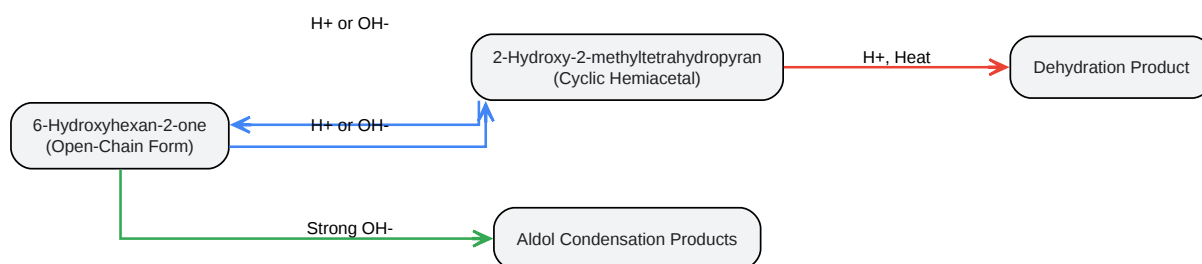 H+ or OH-
2-Hydroxy-2-methyltetrahydropyran
(Cyclic Hemiacetal)
H+, Heat
Dehydration Product
6-Hydroxyhexan-2-one
(Open-Chain Form)
H+ or OH-
Strong OH-
Aldol Condensation Products